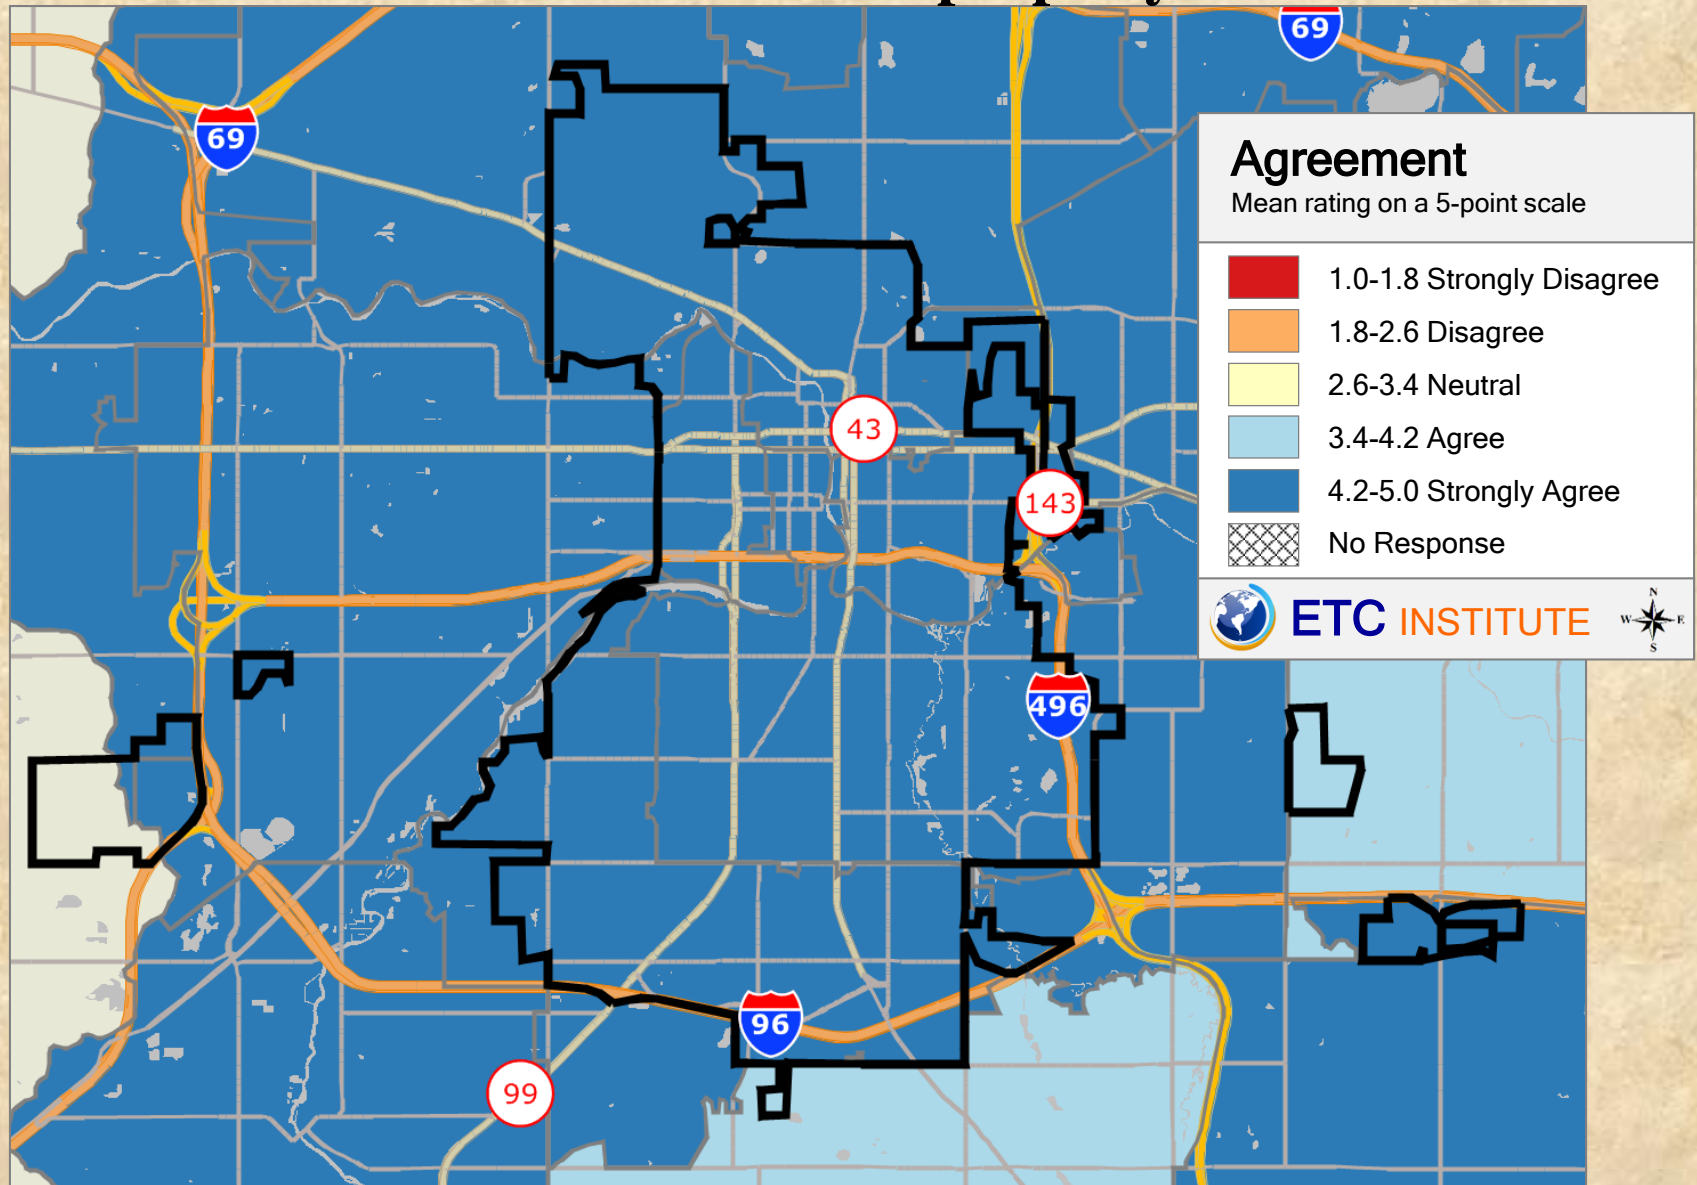 69
69
Agreement
Mean rating on a 5-point scale
1.0-1.8 Strongly Disagree
1.8-2.6 Disagree
2.6-3.4 Neutral
3.4-4.2 Agree
4.2-5.0 Strongly Agree
No Response
ETC INSTITUTE
N
W E
S
43
143
496
96
99